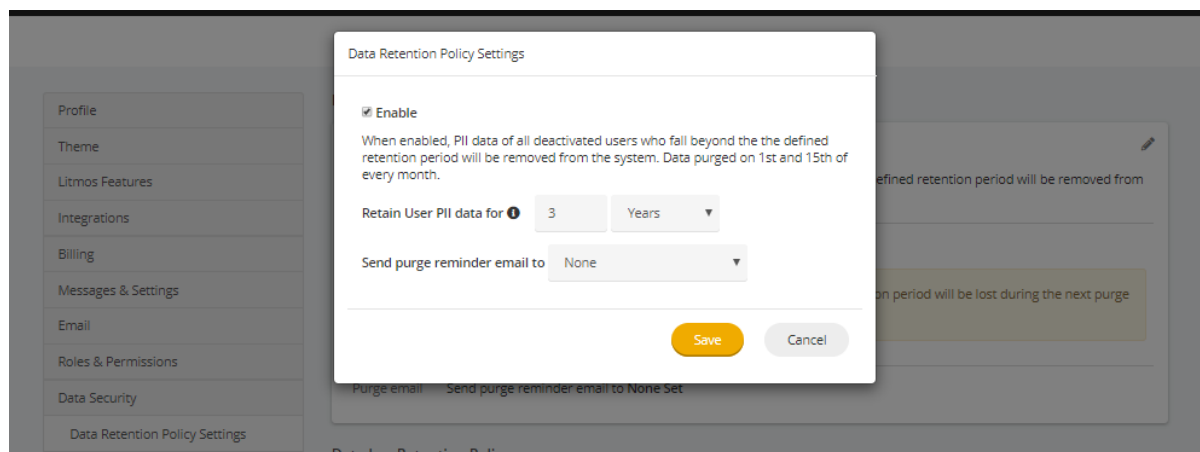 Data Retention Policy Settings
Enable
When enabled, PII data of all deactivated users who fall beyond the the defined
retention period will be removed from the system. Data purged on 1st and 15th of
every month.
Retain User PII data for 3 Years
Send purge reminder email to None
Save Cancel
Profile
Theme
Litmos Features
Integrations
Billing
Messages & Settings
Email
Roles & Permissions
Data Security
Data Retention Policy Settings
efined retention period will be removed from
on period will be lost during the next purge
Purge email Send purge reminder email to None Set